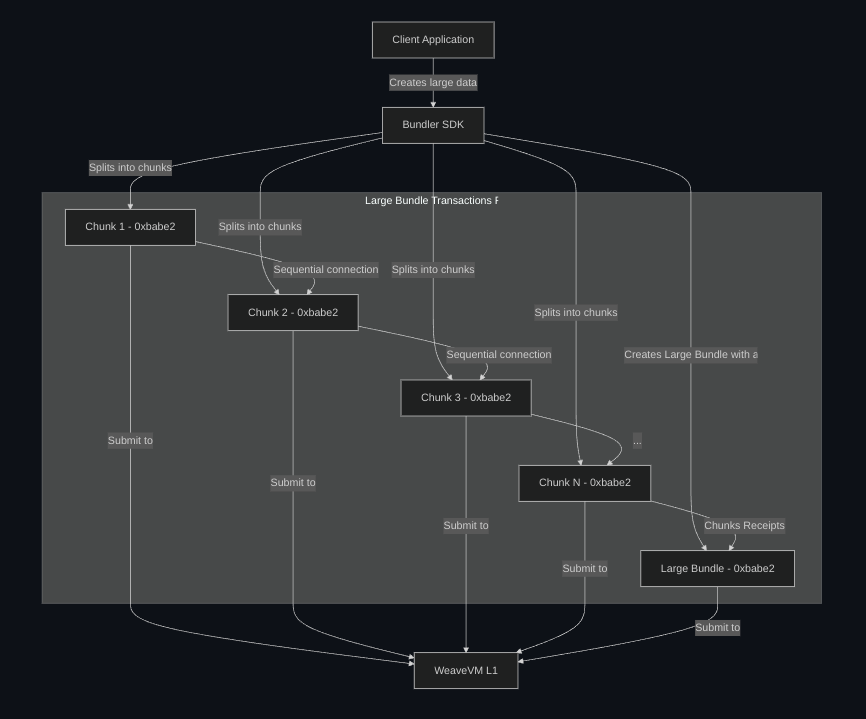 Client Application
Creates large data
Bundler SDK
Splits into chunks
Large Bundle Transactions
Chunk 1 - 0xbabe2
Splits into chunks
Sequential connection
Splits into chunks
Chunk 2 - 0xbabe2
Splits into chunks
Sequential connection
Creates Large Bundle with a
Chunk 3 - 0xbabe2
Submit to
...
Submit to
Chunk N - 0xbabe2
Submit to
Chunks Receipts
Submit to
Large Bundle - 0xbabe2
Submit to
WeaveVM L1